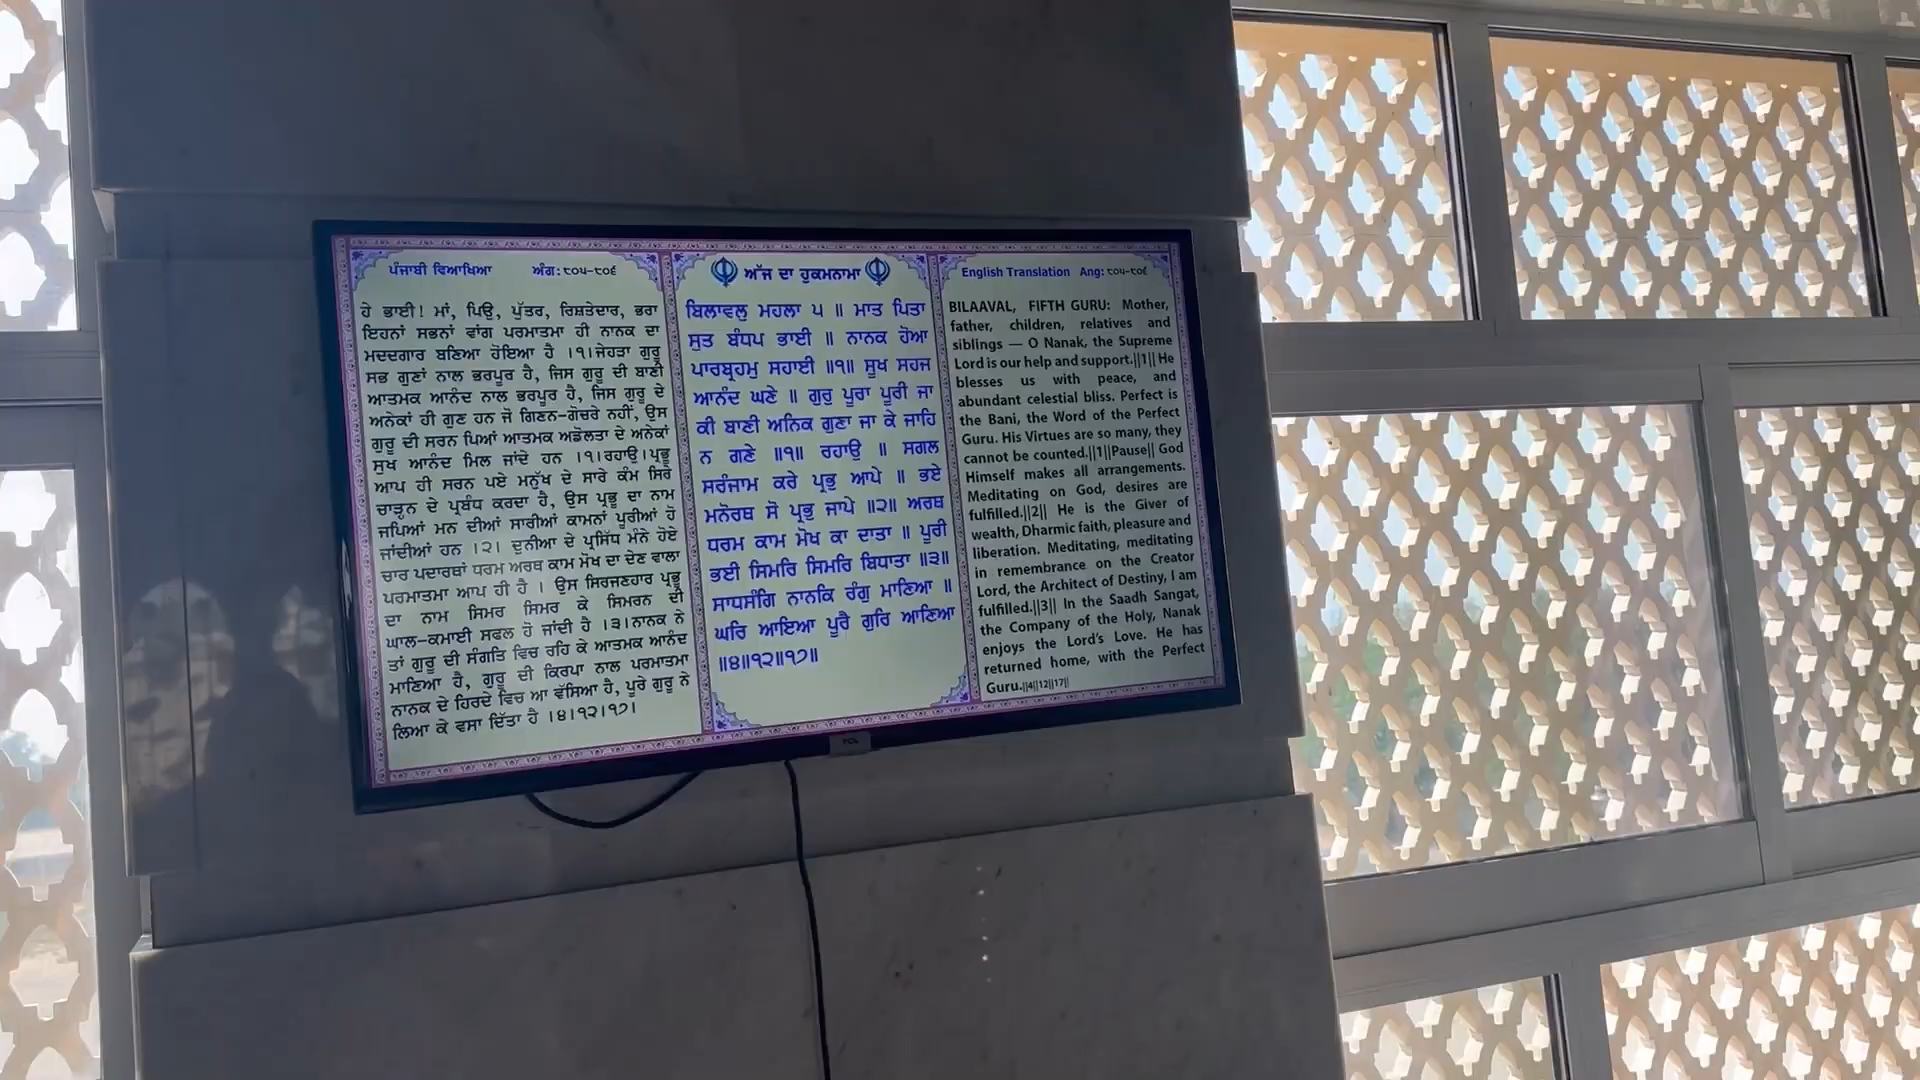 ਪੰਜਾਬੀ ਵਿਆਖਿਆ ਅੰਗ: ੮੦੫-੮੦੬
ਹੇ ਭਾਈ! ਮਾਂ, ਪਿਉ, ਪੁੱਤਰ, ਰਿਸ਼ਤੇਦਾਰ, ਭਰਾ
ਇਹਨਾਂ ਸਭਨਾਂ ਵਾਂਗ ਪਰਮਾਤਮਾ ਹੀ ਨਾਨਕ ਦਾ
ਮਦਦਗਾਰ ਬਣਿਆ ਹੋਇਆ ਹੈ ।੧।ਜੇਹੜਾ ਗੁਰੂ
ਸਭ ਗੁਣਾਂ ਨਾਲ ਭਰਪੂਰ ਹੈ, ਜਿਸ ਗੁਰੂ ਦੀ ਬਾਣੀ
ਆਤਮਕ ਆਨੰਦ ਨਾਲ ਭਰਪੂਰ ਹੈ, ਜਿਸ ਗੁਰੂ ਦੇ
ਅਨੇਕਾਂ ਹੀ ਗੁਣ ਹਨ ਜੋ ਗਿਣਨ-ਗੋਚਰੇ ਨਹੀਂ, ਉਸ
ਗੁਰੂ ਦੀ ਸਰਨ ਪਿਆਂ ਆਤਮਕ ਅਡੋਲਤਾ ਦੇ ਅਨੇਕਾਂ
ਸੁਖ ਆਨੰਦ ਮਿਲ ਜਾਂਦੇ ਹਨ ।੧।ਰਹਾਉ।ਪ੍ਰਭੂ
ਆਪ ਹੀ ਸਰਨ ਪਏ ਮਨੁੱਖ ਦੇ ਸਾਰੇ ਕੰਮ ਸਿਰੇ
ਚਾੜ੍ਹਨ ਦੇ ਪ੍ਰਬੰਧ ਕਰਦਾ ਹੈ, ਉਸ ਪ੍ਰਭੂ ਦਾ ਨਾਮ
ਜਪਿਆਂ ਮਨ ਦੀਆਂ ਸਾਰੀਆਂ ਕਾਮਨਾਂ ਪੂਰੀਆਂ ਹੋ
ਜਾਂਦੀਆਂ ਹਨ ।੨। ਦੁਨੀਆ ਦੇ ਪ੍ਰਸਿੱਧ ਮੰਨੇ ਹੋਏ
ਚਾਰ ਪਦਾਰਥਾਂ ਧਰਮ ਅਰਥ ਕਾਮ ਮੋਖ ਦਾ ਦੇਣ ਵਾਲਾ
ਪਰਮਾਤਮਾ ਆਪ ਹੀ ਹੈ । ਉਸ ਸਿਰਜਣਹਾਰ ਪ੍ਰਭੂ
ਦਾ ਨਾਮ ਸਿਮਰ ਸਿਮਰ ਕੇ ਸਿਮਰਨ ਦੀ
ਘਾਲ-ਕਮਾਈ ਸਫਲ ਹੋ ਜਾਂਦੀ ਹੈ ।੩।ਨਾਨਕ ਨੇ
ਤਾਂ ਗੁਰੂ ਦੀ ਸੰਗਤਿ ਵਿਚ ਰਹਿ ਕੇ ਆਤਮਕ ਆਨੰਦ
ਮਾਣਿਆ ਹੈ, ਗੁਰੂ ਦੀ ਕਿਰਪਾ ਨਾਲ ਪਰਮਾਤਮਾ
ਨਾਨਕ ਦੇ ਹਿਰਦੇ ਵਿਚ ਆ ਵੱਸਿਆ ਹੈ, ਪੂਰੇ ਗੁਰੂ ਨੇ
ਲਿਆ ਕੇ ਵਸਾ ਦਿੱਤਾ ਹੈ ।੪।੧੨।੧੭।
ਅੱਜ ਦਾ ਹੁਕਮਨਾਮਾ
ਬਿਲਾਵਲੁ ਮਹਲਾ ੫ ॥ ਮਾਤ ਪਿਤਾ
ਸੁਤ ਬੰਧਪ ਭਾਈ ॥ ਨਾਨਕ ਹੋਆ
ਪਾਰਬ੍ਰਹਮੁ ਸਹਾਈ ॥੧॥ ਸੂਖ ਸਹਜ
ਆਨੰਦ ਘਣੇ ॥ ਗੁਰੁ ਪੂਰਾ ਪੂਰੀ ਜਾ
ਕੀ ਬਾਣੀ ਅਨਿਕ ਗੁਣਾ ਜਾ ਕੇ ਜਾਹਿ
ਨ ਗਣੇ ॥੧॥ ਰਹਾਉ ॥ ਸਗਲ
ਸਰੰਜਾਮ ਕਰੇ ਪ੍ਰਭੁ ਆਪੇ ॥ ਭਏ
ਮਨੋਰਥ ਸੋ ਪ੍ਰਭੁ ਜਾਪੇ ॥੨॥ ਅਰਥ
ਧਰਮ ਕਾਮ ਮੋਖ ਕਾ ਦਾਤਾ ॥ ਪੂਰੀ
ਭਈ ਸਿਮਰਿ ਸਿਮਰਿ ਬਿਧਾਤਾ ॥੩॥
ਸਾਧਸੰਗਿ ਨਾਨਕਿ ਰੰਗੁ ਮਾਣਿਆ ॥
ਘਰਿ ਆਇਆ ਪੂਰੈ ਗੁਰਿ ਆਣਿਆ
॥੪॥੧੨॥੧੭॥
English Translation Ang: ੮੦੫-੮੦੬
BILAAVAL, FIFTH GURU: Mother,
father, children, relatives and
siblings — O Nanak, the Supreme
Lord is our help and support.||1|| He
blesses us with peace, and
abundant celestial bliss. Perfect is
the Bani, the Word of the Perfect
Guru. His Virtues are so many, they
cannot be counted.||1||Pause|| God
Himself makes all arrangements.
Meditating on God, desires are
fulfilled.||2|| He is the Giver of
wealth, Dharmic faith, pleasure and
liberation. Meditating, meditating
in remembrance on the Creator
Lord, the Architect of Destiny, I am
fulfilled.||3|| In the Saadh Sangat,
the Company of the Holy, Nanak
enjoys the Lord's Love. He has
returned home, with the Perfect
Guru.||4||12||17||
TCL